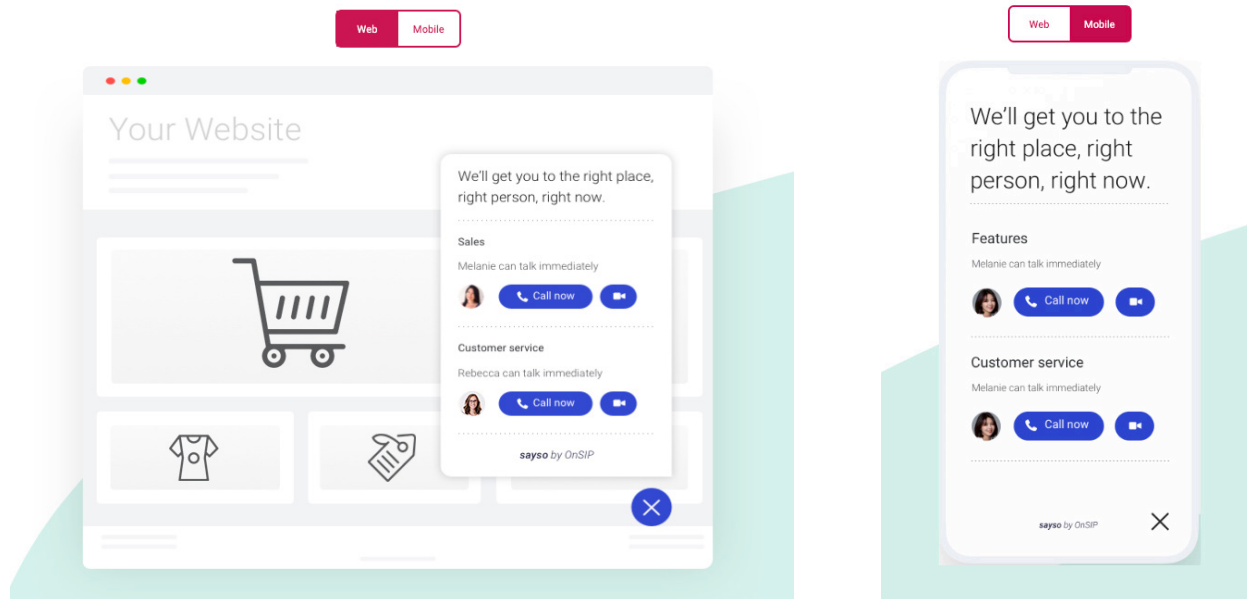 Web Mobile
Your Website
We'll get you to the right place,
right person, right now.
Sales
Melanie can talk immediately
Call now
Customer service
Rebecca can talk immediately
Call now
sayso by OnSIP
Web Mobile
We'll get you to the
right place, right
person, right now.
Features
Melanie can talk immediately
Call now
Customer service
Melanie can talk immediately
Call now
sayso by OnSIP